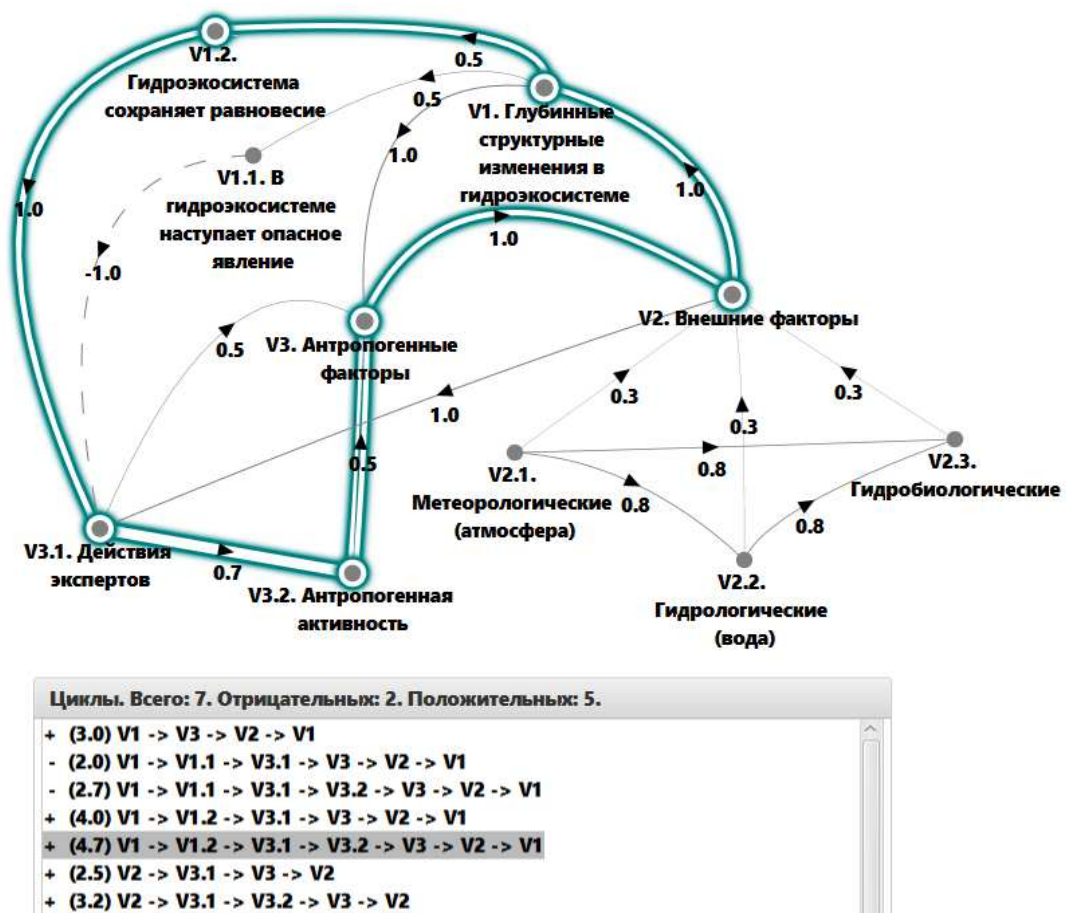 V1.2.
Гидроэкосистема
сохраняет равновесие
0.5
0.5
V1. Глубинные
структурные
изменения в
гидроэкосистеме
1.0
V1.1. В
гидроэкосистеме
наступает опасное
явление
1.0
1.0
-1.0
1.0
V2. Внешние факторы
0.5
V3. Антропогенные
факторы
0.3
0.3
1.0
0.3
0.5
0.8
V2.1.
Метеорологические
(атмосфера)
0.8
V2.3.
Гидробиологические
0.8
V3.1. Действия
экспертов
0.7
V3.2. Антропогенная
активность
V2.2.
Гидрологические
(вода)
Циклы. Всего: 7. Отрицательных: 2. Положительных: 5.
+ (3.0) V1 -> V3 -> V2 -> V1
- (2.0) V1 -> V1.1 -> V3.1 -> V3 -> V2 -> V1
- (2.7) V1 -> V1.1 -> V3.1 -> V3.2 -> V3 -> V2 -> V1
+ (4.0) V1 -> V1.2 -> V3.1 -> V3 -> V2 -> V1
+ (4.7) V1 -> V1.2 -> V3.1 -> V3.2 -> V3 -> V2 -> V1
+ (2.5) V2 -> V3.1 -> V3 -> V2
+ (3.2) V2 -> V3.1 -> V3.2 -> V3 -> V2